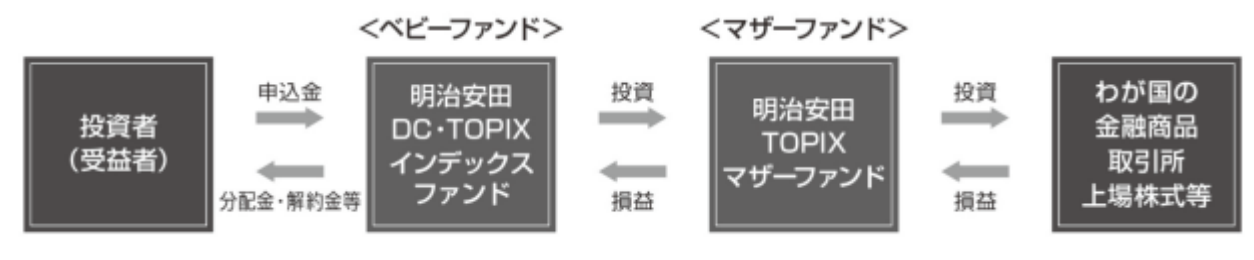 <ベビーファンド>
<マザーファンド>
投資者
(受益者)
申込金
分配金・解約金等
明治安田
DC・TOPIX
インデックス
ファンド
投資
損益
明治安田
TOPIX
マザーファンド
投資
損益
わが国の
金融商品
取引所
上場株式等